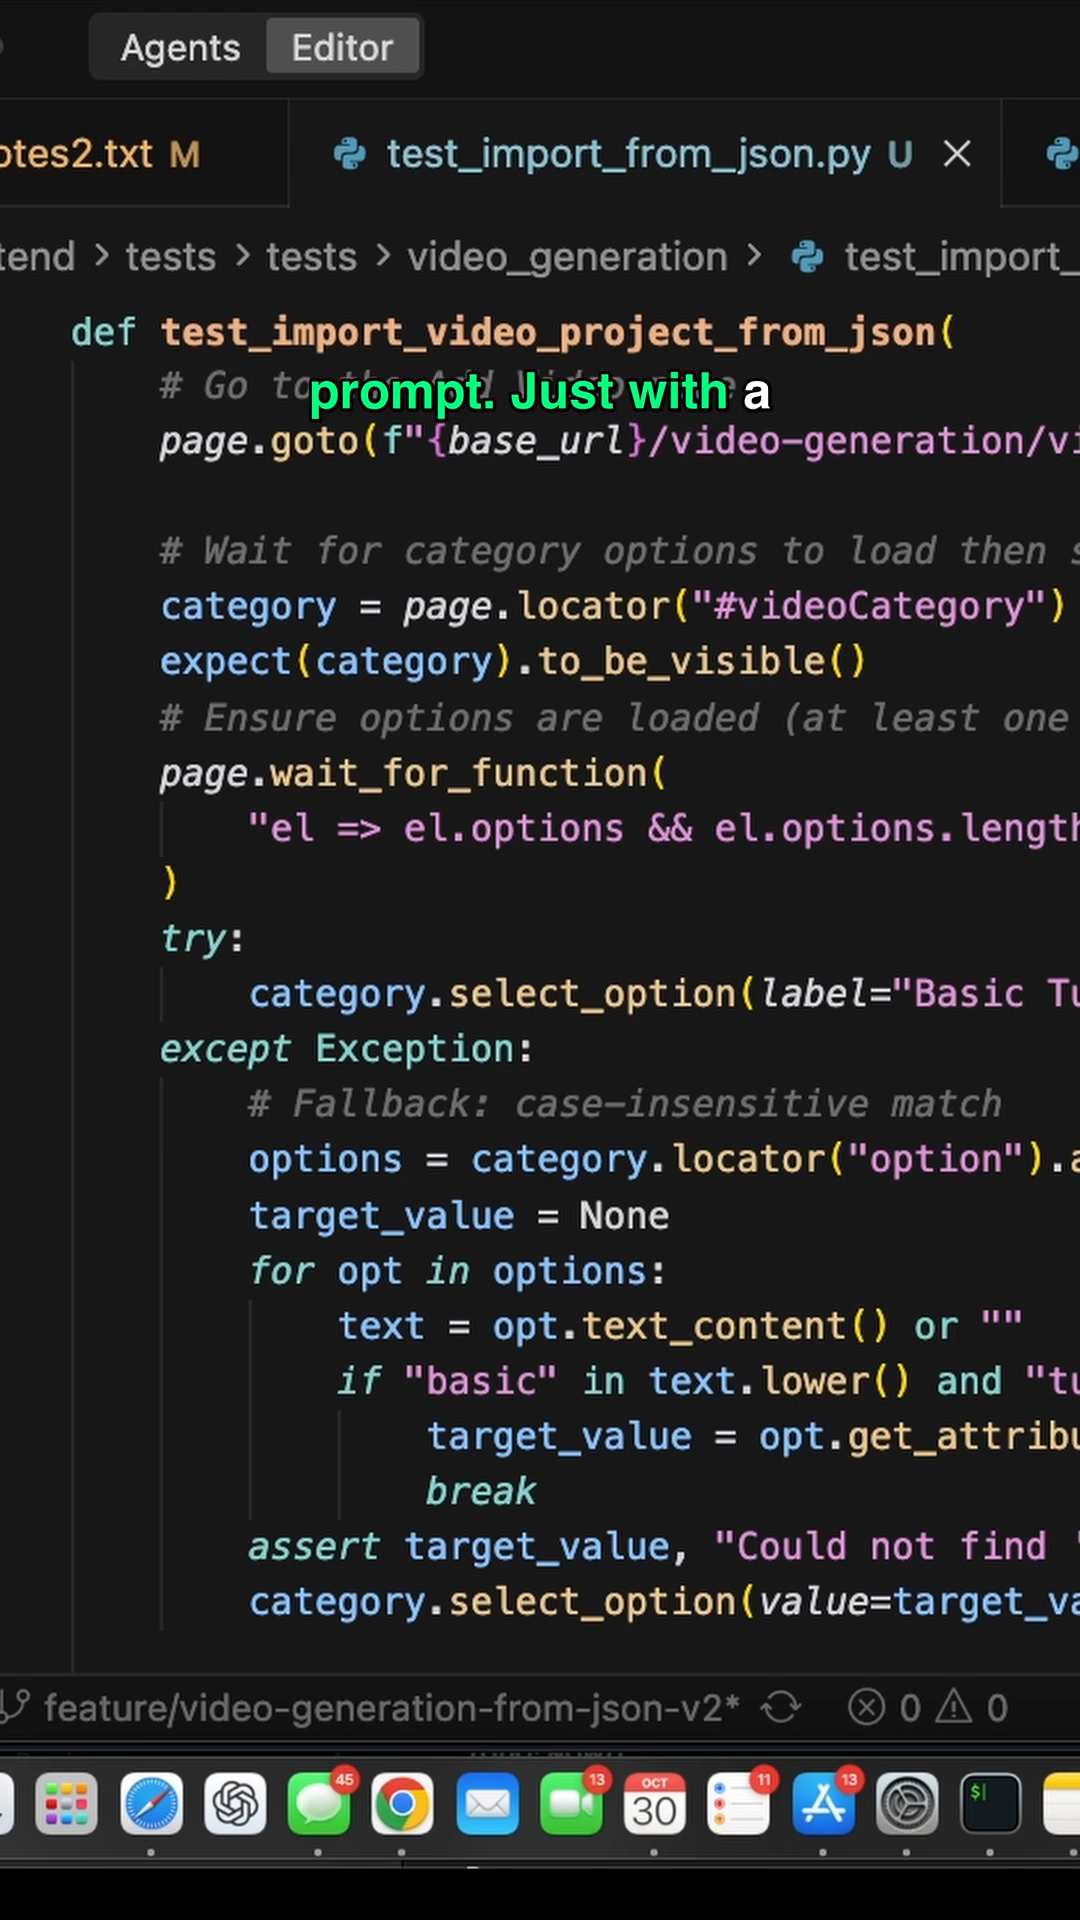 Agents Editor
otes2.txt M test_import_from_json.py U
tend > tests > tests > video_generation > test_import_
def test_import_video_project_from_json(
# Go to
prompt. Just with a
page.goto(f"{base_url}/video-generation/vi
# Wait for category options to load then s
category = page.locator("#videoCategory")
expect(category).to_be_visible()
# Ensure options are loaded (at least one
page.wait_for_function(
"el => el.options && el.options.length
)
try:
category.select_option(label="Basic Tu
except Exception:
# Fallback: case-insensitive match
options = category.locator("option").a
target_value = None
for opt in options:
text = opt.text_content() or ""
if "basic" in text.lower() and "tu
target_value = opt.get_attribu
break
assert target_value, "Could not find '
category.select_option(value=target_va
feature/video-generation-from-json-v2* 0 0
45 13 OCT 11 13
30 $